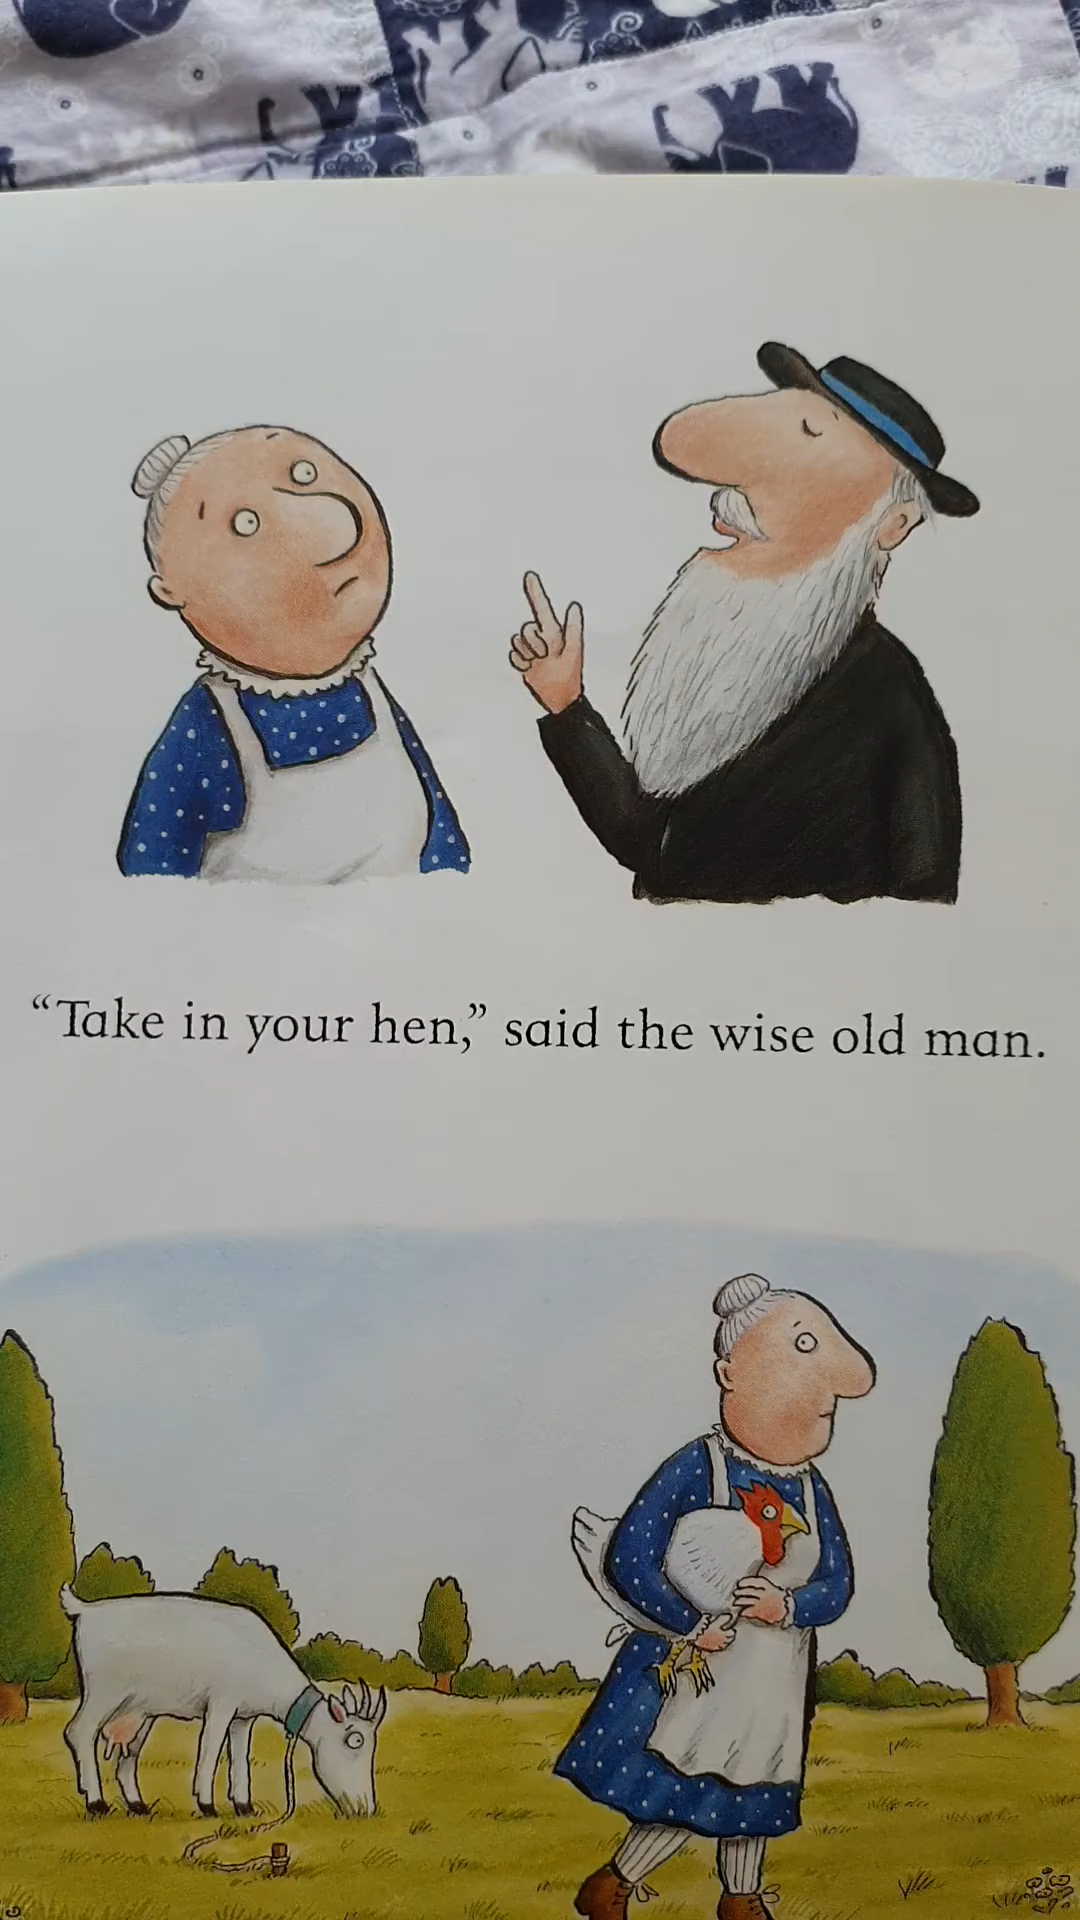 “Take in your hen,” said the wise old man.